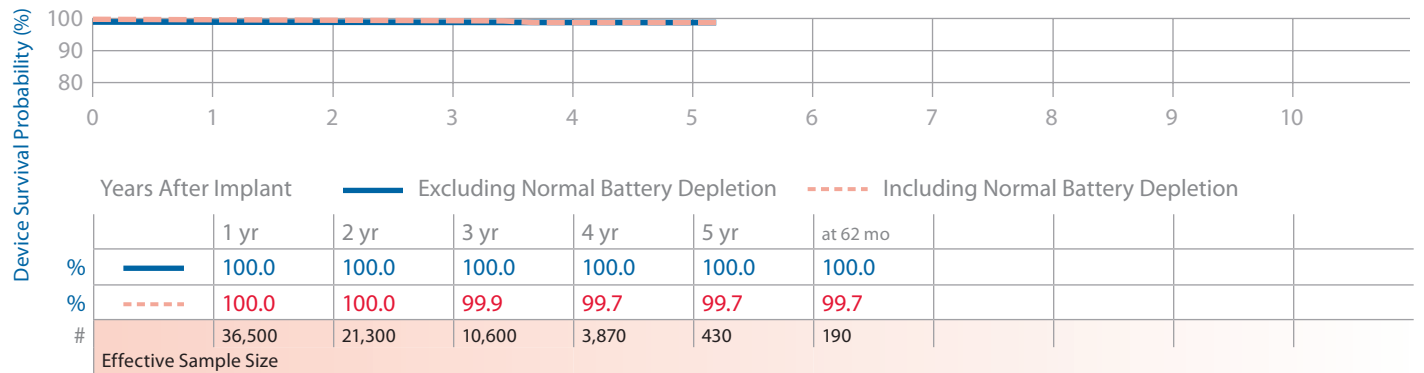 Device Survival Probability (%)
100
90
80
0 1 2 3 4 5 6 7 8 9 10
Years After Implant Excluding Normal Battery Depletion Including Normal Battery Depletion
1 yr 2 yr 3 yr 4 yr 5 yr at 62 mo
% 100.0 100.0 100.0 100.0 100.0 100.0
% 100.0 100.0 99.9 99.7 99.7 99.7
# 36,500 21,300 10,600 3,870 430 190
Effective Sample Size